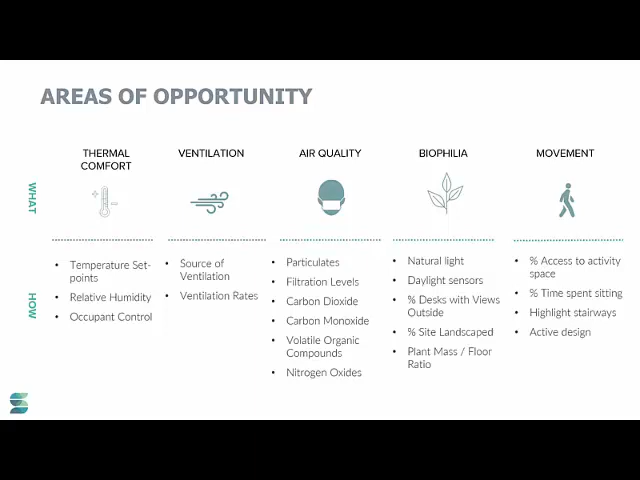 AREAS OF OPPORTUNITY
WHAT
THERMAL
COMFORT
VENTILATION
AIR QUALITY
BIOPHILIA
MOVEMENT
HOW
• Temperature Set-
points
• Relative Humidity
• Occupant Control
• Source of
Ventilation
• Ventilation Rates
• Particulates
• Filtration Levels
• Carbon Dioxide
• Carbon Monoxide
• Volatile Organic
Compounds
• Nitrogen Oxides
• Natural light
• Daylight sensors
• % Desks with Views
Outside
• % Site Landscaped
• Plant Mass / Floor
Ratio
• % Access to activity
space
• % Time spent sitting
• Highlight stairways
• Active design